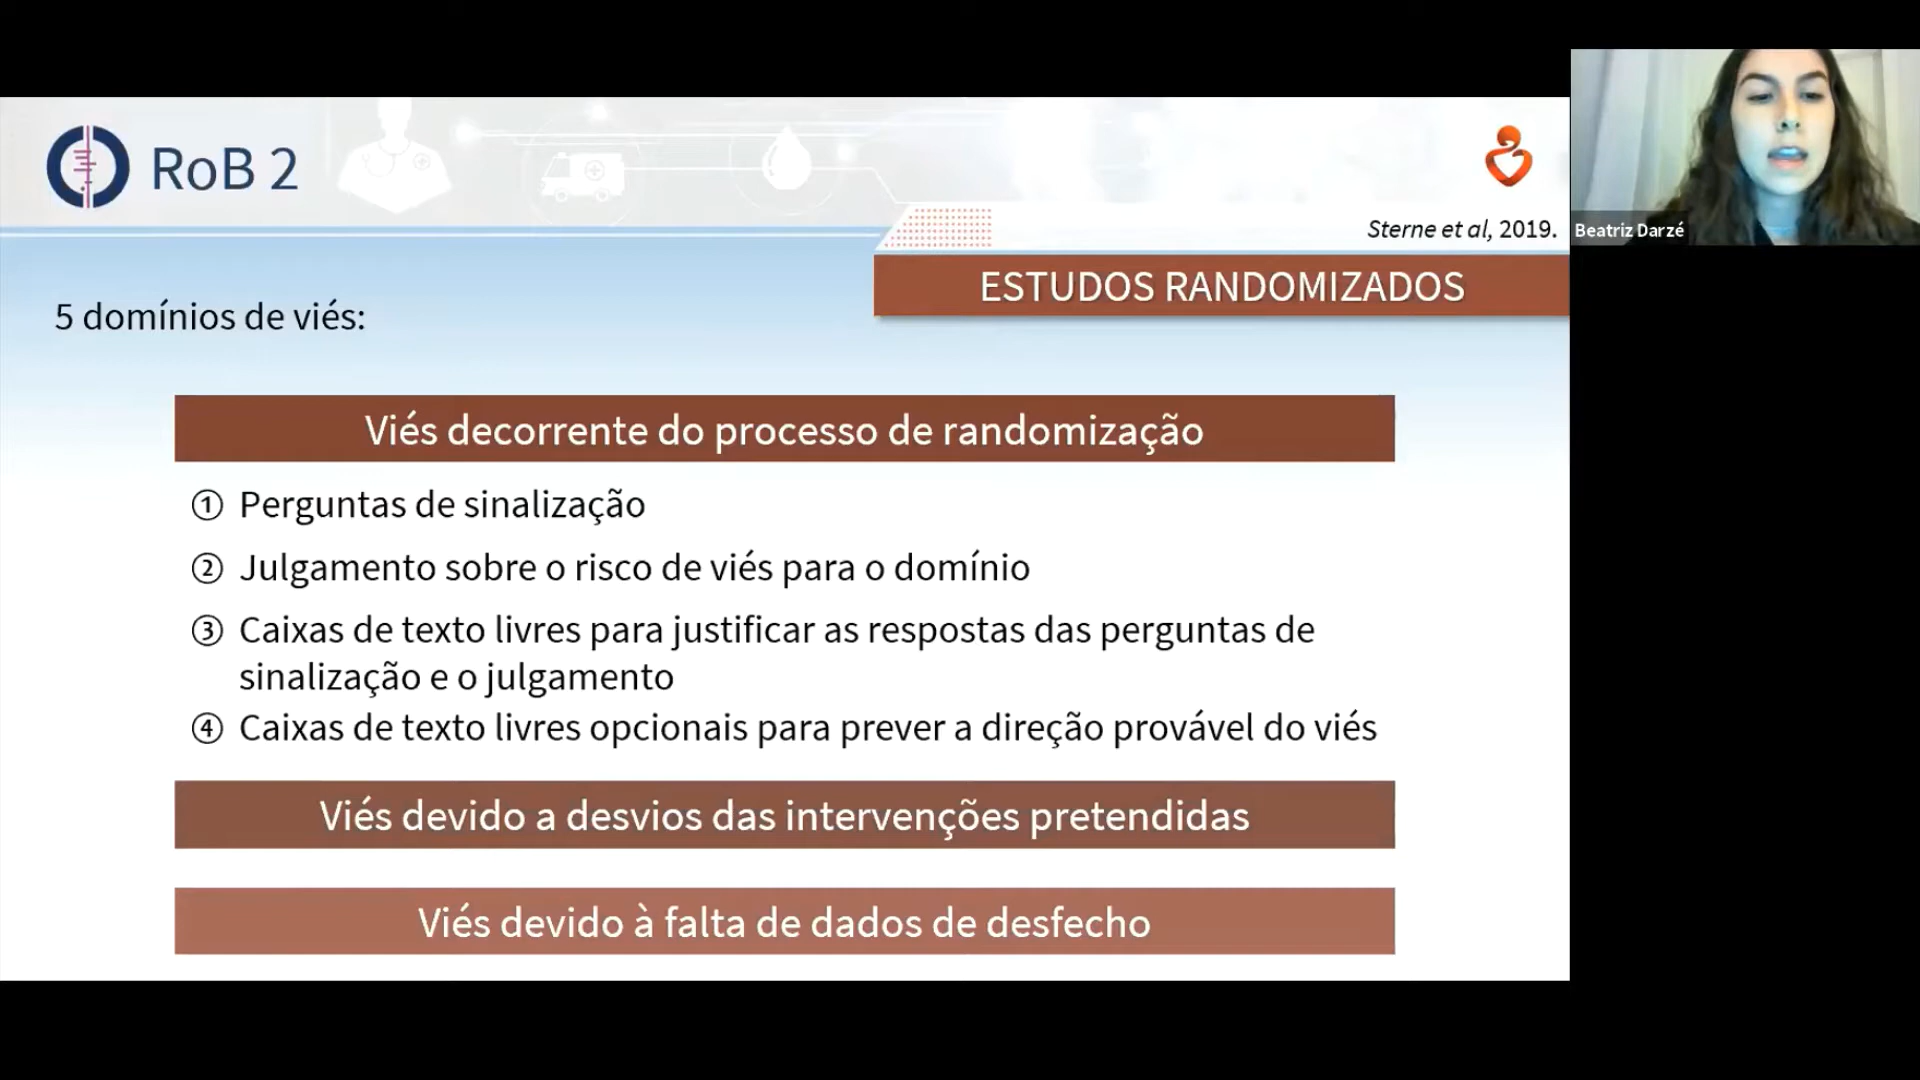 RoB 2
Sterne et al, 2019.
Beatriz Darzé
ESTUDOS RANDOMIZADOS
5 domínios de viés:
Viés decorrente do processo de randomização
① Perguntas de sinalização
② Julgamento sobre o risco de viés para o domínio
③ Caixas de texto livres para justificar as respostas das perguntas de
sinalização e o julgamento
④ Caixas de texto livres opcionais para prever a direção provável do viés
Viés devido a desvios das intervenções pretendidas
Viés devido à falta de dados de desfecho